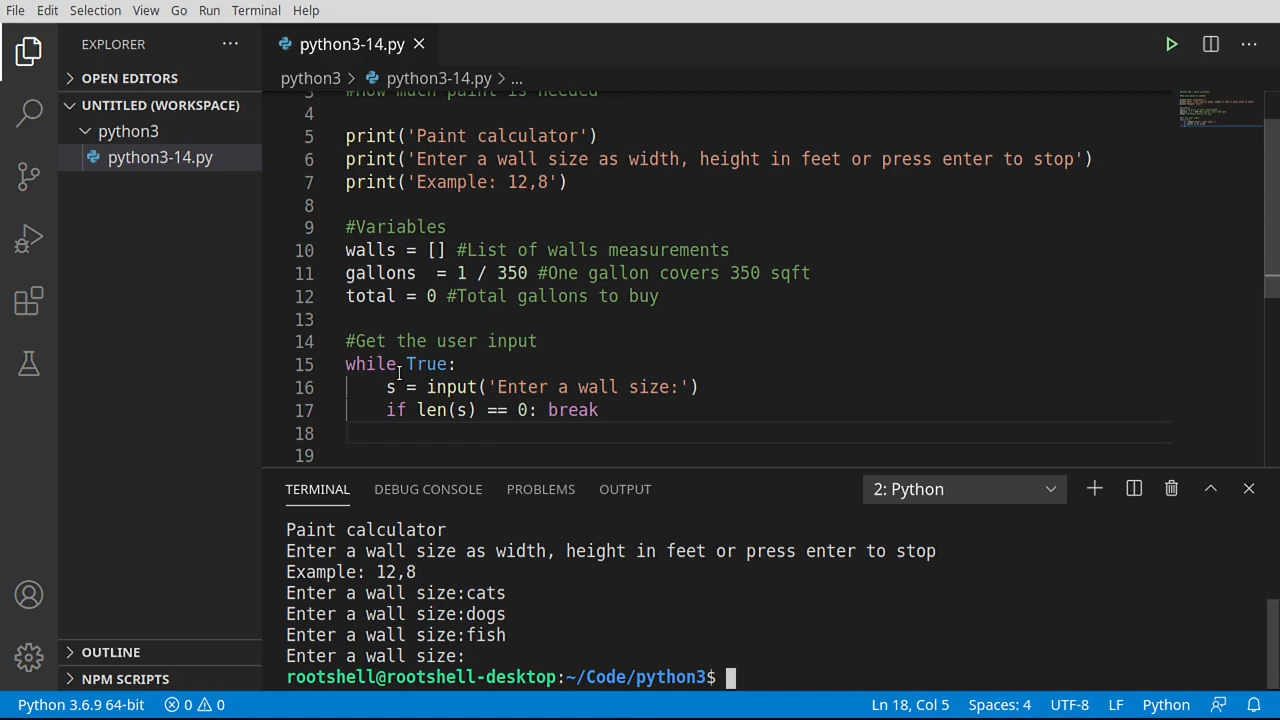 File Edit Selection View Go Run Terminal Help
EXPLORER
python3-14.py
OPEN EDITORS
python3 > python3-14.py > ...
UNTITLED (WORKSPACE)
python3
python3-14.py
3 #How much paint is needed
4
5 print('Paint calculator')
6 print('Enter a wall size as width, height in feet or press enter to stop')
7 print('Example: 12,8')
8
9 #Variables
10 walls = [] #List of walls measurements
11 gallons  = 1 / 350 #One gallon covers 350 sqft
12 total = 0 #Total gallons to buy
13
14 #Get the user input
15 while True:
16     s = input('Enter a wall size:')
17     if len(s) == 0: break
18
19
TERMINAL DEBUG CONSOLE PROBLEMS OUTPUT 2: Python
Paint calculator
Enter a wall size as width, height in feet or press enter to stop
Example: 12,8
Enter a wall size:cats
Enter a wall size:dogs
Enter a wall size:fish
Enter a wall size:
rootshell@rootshell-desktop:~/Code/python3$
OUTLINE
NPM SCRIPTS
Python 3.6.9 64-bit 0 0 Ln 18, Col 5 Spaces: 4 UTF-8 LF Python